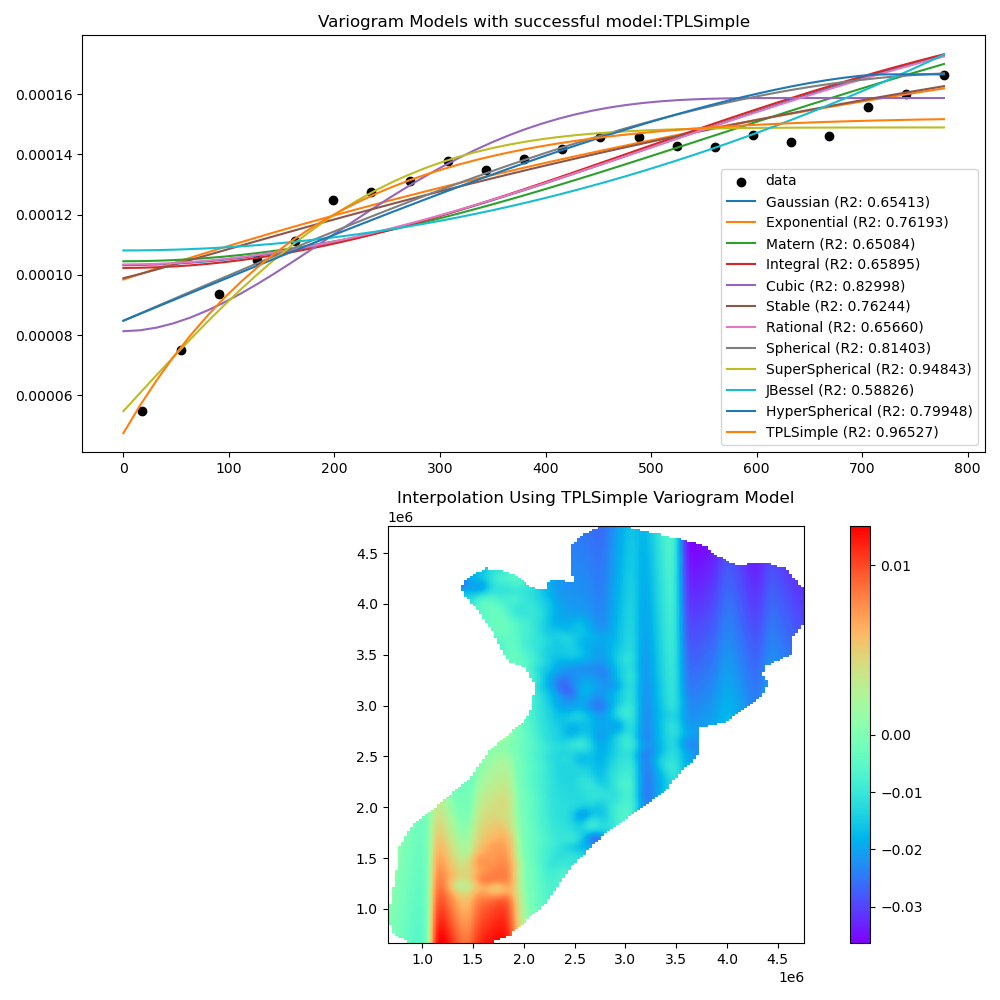 Variogram Models with successful model:TPLSimple
0.00016
0.00014
0.00012
0.00010
0.00008
0.00006
0 100 200 300 400 500 600 700 800
data
Gaussian (R2: 0.65413)
Exponential (R2: 0.76193)
Matern (R2: 0.65084)
Integral (R2: 0.65895)
Cubic (R2: 0.82998)
Stable (R2: 0.76244)
Rational (R2: 0.65660)
Spherical (R2: 0.81403)
SuperSpherical (R2: 0.94843)
JBessel (R2: 0.58826)
HyperSpherical (R2: 0.79948)
TPLSimple (R2: 0.96527)
Interpolation Using TPLSimple Variogram Model
1e6
4.5
4.0
3.5
3.0
2.5
2.0
1.5
1.0
1.0 1.5 2.0 2.5 3.0 3.5 4.0 4.5
1e6
0.01
0.00
−0.01
−0.02
−0.03